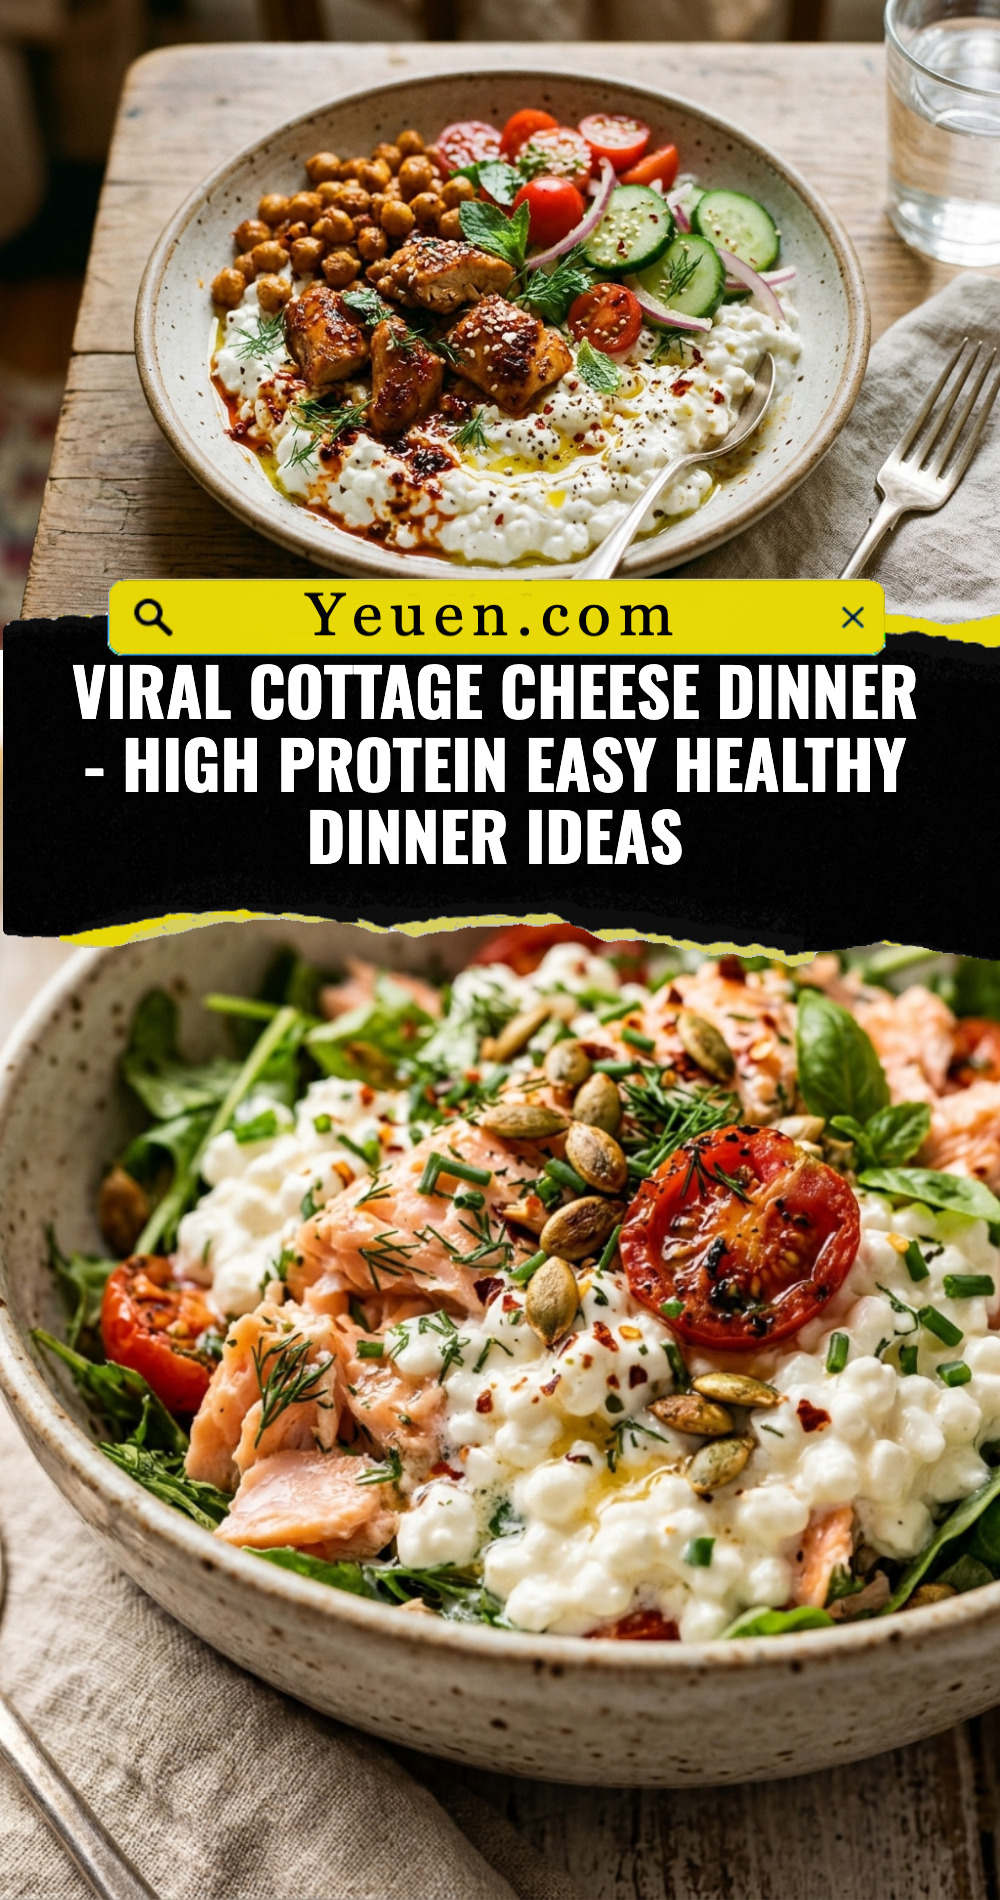 Yeuen.com
VIRAL COTTAGE CHEESE DINNER
- HIGH PROTEIN EASY HEALTHY
DINNER IDEAS